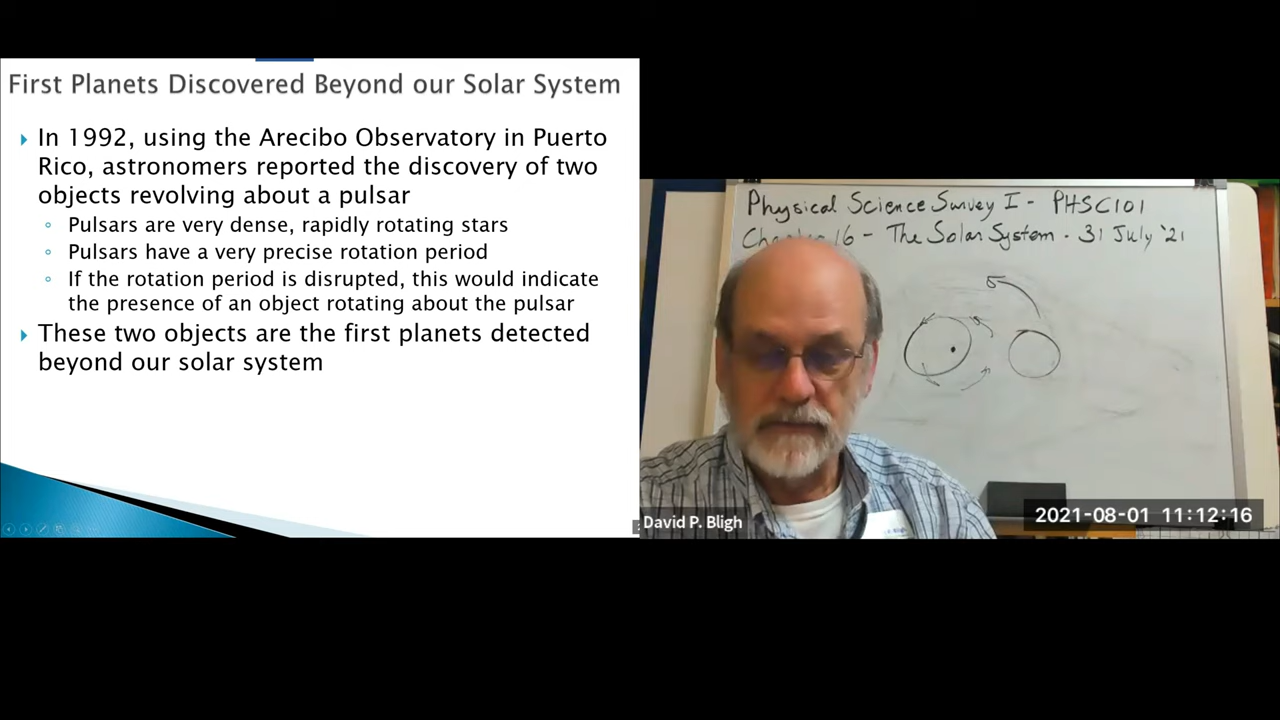 First Planets Discovered Beyond our Solar System
In 1992, using the Arecibo Observatory in Puerto
Rico, astronomers reported the discovery of two
objects revolving about a pulsar
Pulsars are very dense, rapidly rotating stars
Pulsars have a very precise rotation period
If the rotation period is disrupted, this would indicate
the presence of an object rotating about the pulsar
These two objects are the first planets detected
beyond our solar system
Physical Science Survey I - PHSC101
16 - The Solar System - 31 July '21
David P. Bligh
2021-08-01 11:12:16